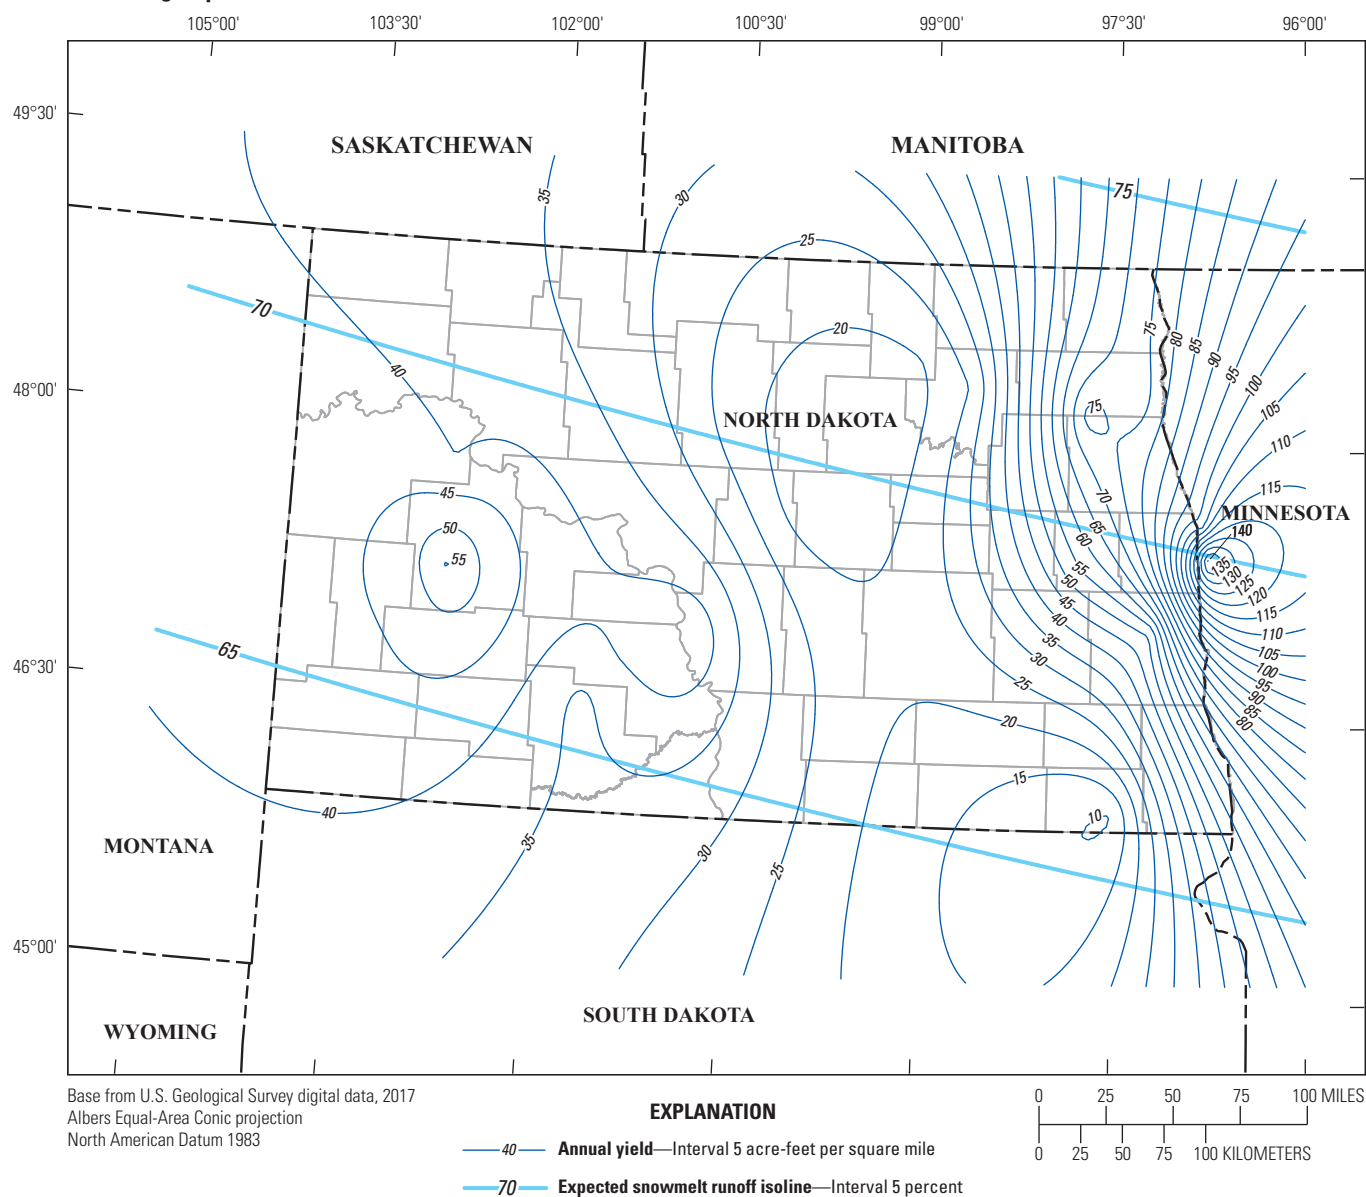 105°00' 103°30' 102°00' 100°30' 99°00' 97°30' 96°00'
49°30'
SASKATCHEWAN MANITOBA
75
35 30
25
70 20 75 80 85 90 95 100
40 105
48°00' NORTH DAKOTA 75 110
45 70 115
50 65 MINNESOTA
60 140
55 55 135 130 125 120
50 115
45 110
40 105
65 35 100
46°30' 30 95
25 90
20 85
80
15
40 10
MONTANA 35 30 25
45°00'
SOUTH DAKOTA
WYOMING
Base from U.S. Geological Survey digital data, 2017
Albers Equal-Area Conic projection
North American Datum 1983
EXPLANATION
40 Annual yield—Interval 5 acre-feet per square mile
70 Expected snowmelt runoff isoline—Interval 5 percent
0 25 50 75 100 MILES
0 25 50 75 100 KILOMETERS